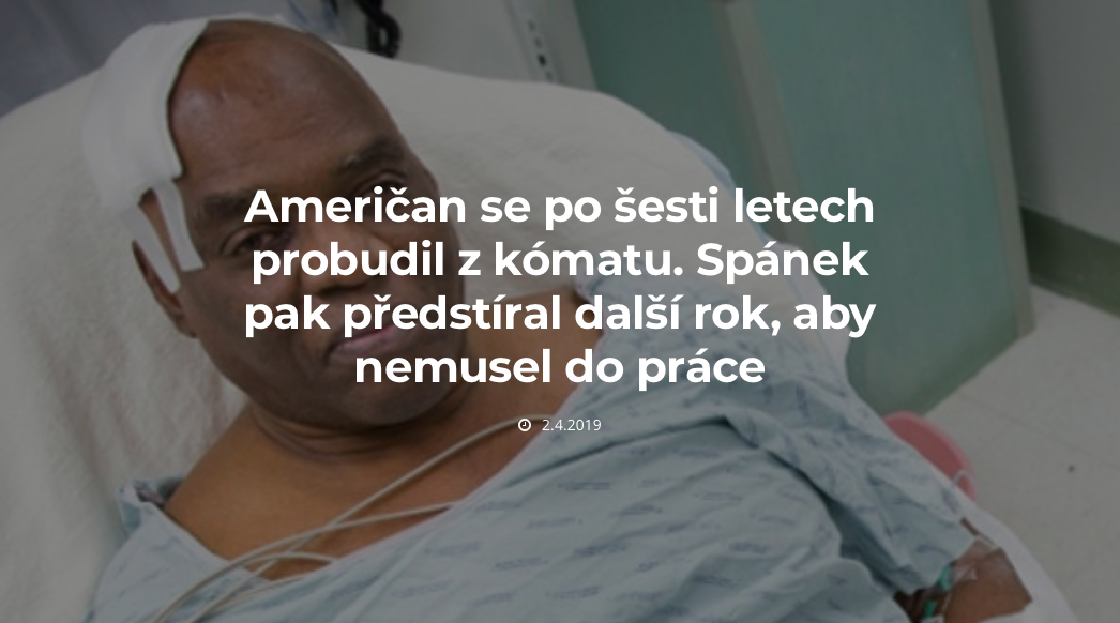 Američan se po šesti letech
probudil z kómatu. Spánek
pak předstíral další rok, aby
nemusel do práce
2.4.2019